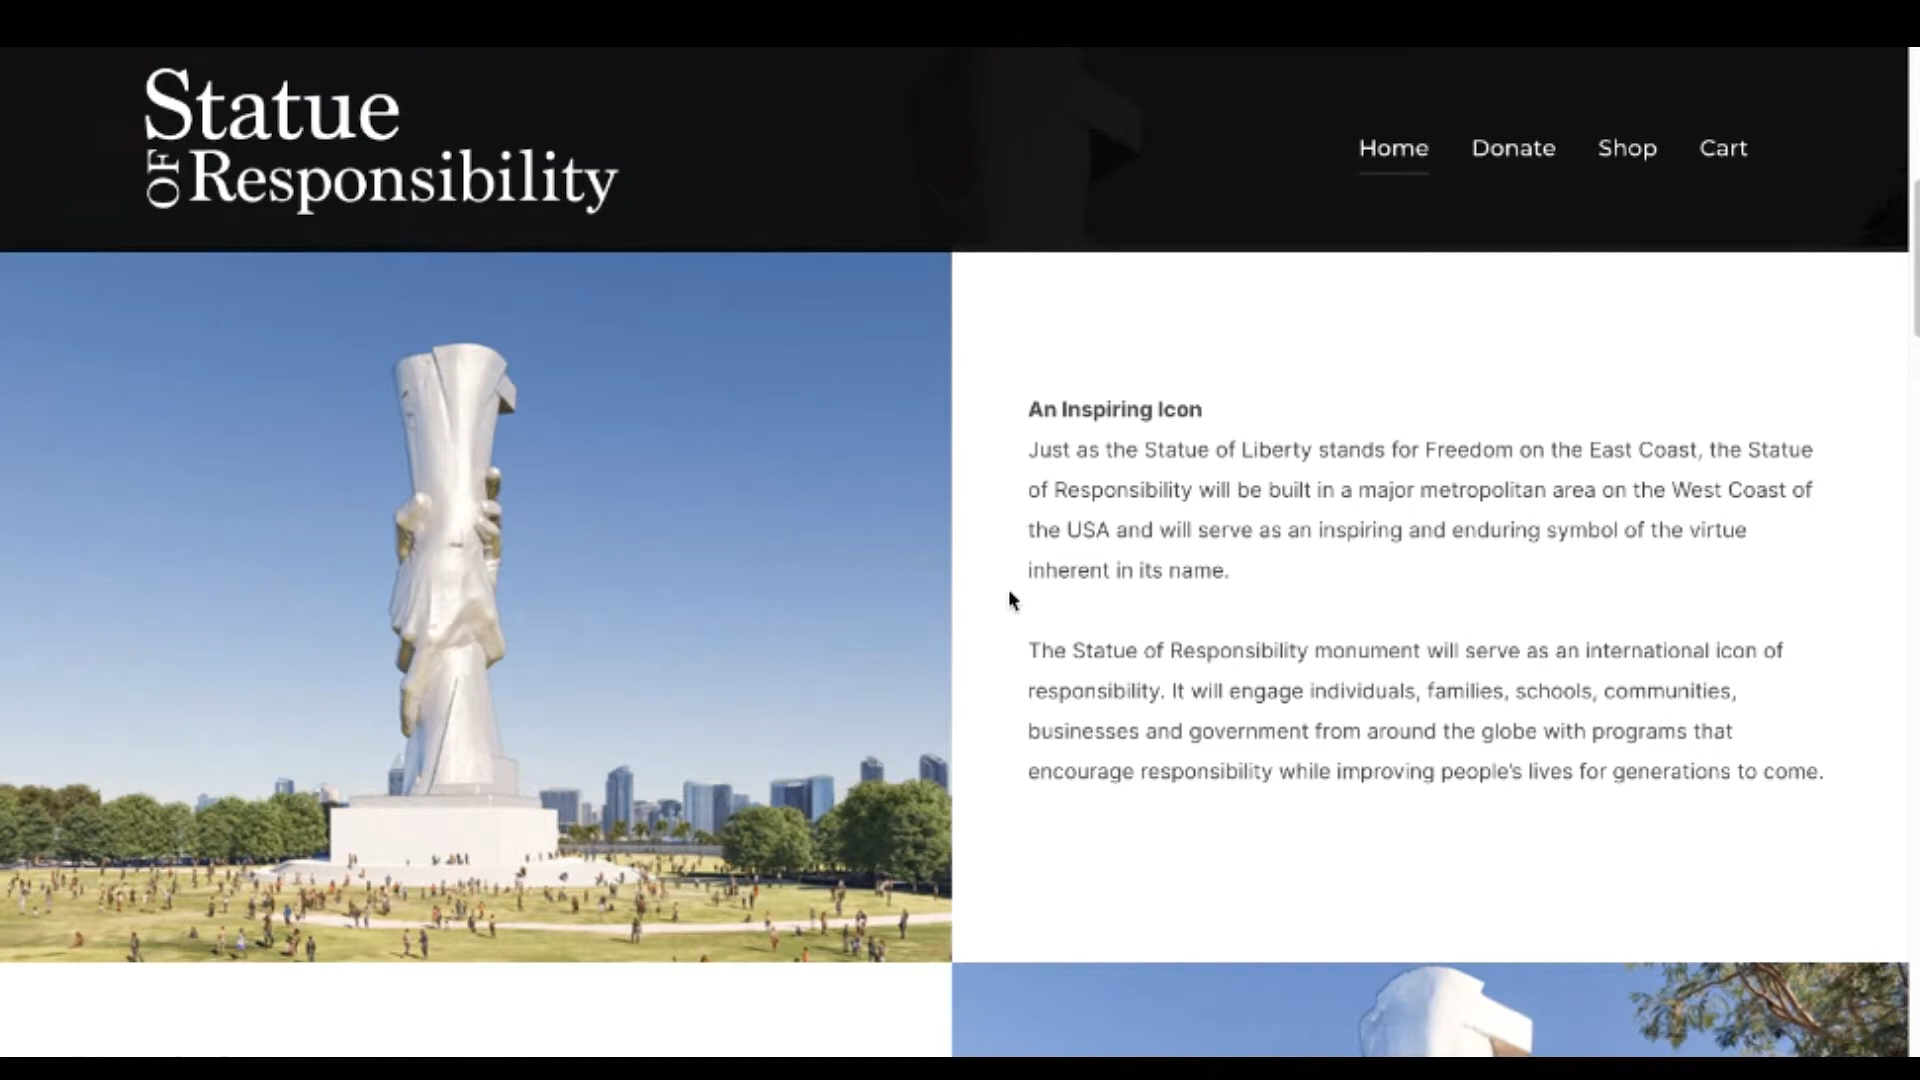 Statue
OF Responsibility
Home
Donate
Shop
Cart
An Inspiring Icon
Just as the Statue of Liberty stands for Freedom on the East Coast, the Statue
of Responsibility will be built in a major metropolitan area on the West Coast of
the USA and will serve as an inspiring and enduring symbol of the virtue
inherent in its name.
The Statue of Responsibility monument will serve as an international icon of
responsibility. It will engage individuals, families, schools, communities,
businesses and government from around the globe with programs that
encourage responsibility while improving people's lives for generations to come.